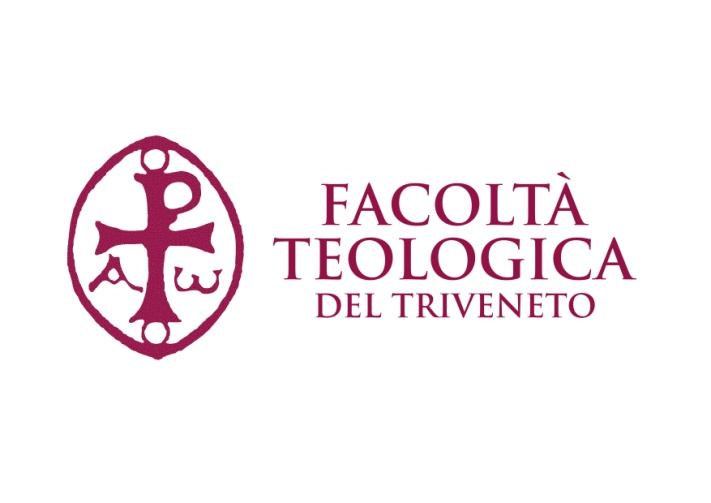 Α ω
FACOLTÀ
TEOLOGICA
DEL TRIVENETO